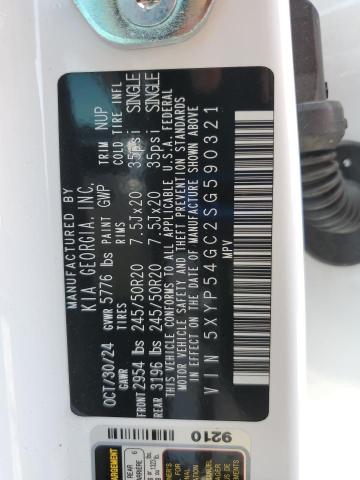 KIA GEORGIA, INC.
OCT/30/24 GVWR 5776 lbs PAINT GWP TRIM NUP
GAWR TIRES RIMS COLD TIRE INFL
FRONT 2954 lbs 245/50R20 7.5Jx20 35psi SINGLE
REAR 3196 lbs 245/50R20 7.5Jx20 35psi SINGLE
THIS VEHICLE CONFORMS TO ALL APPLICABLE U.S.A. FEDERAL
MOTOR VEHICLE SAFETY AND THEFT PREVENTION STANDARDS
IN EFFECT ON THE DATE OF MANUFACTURE SHOWN ABOVE.
VIN 5XYP54GC2SG590321
MPV
9210
REAR 6